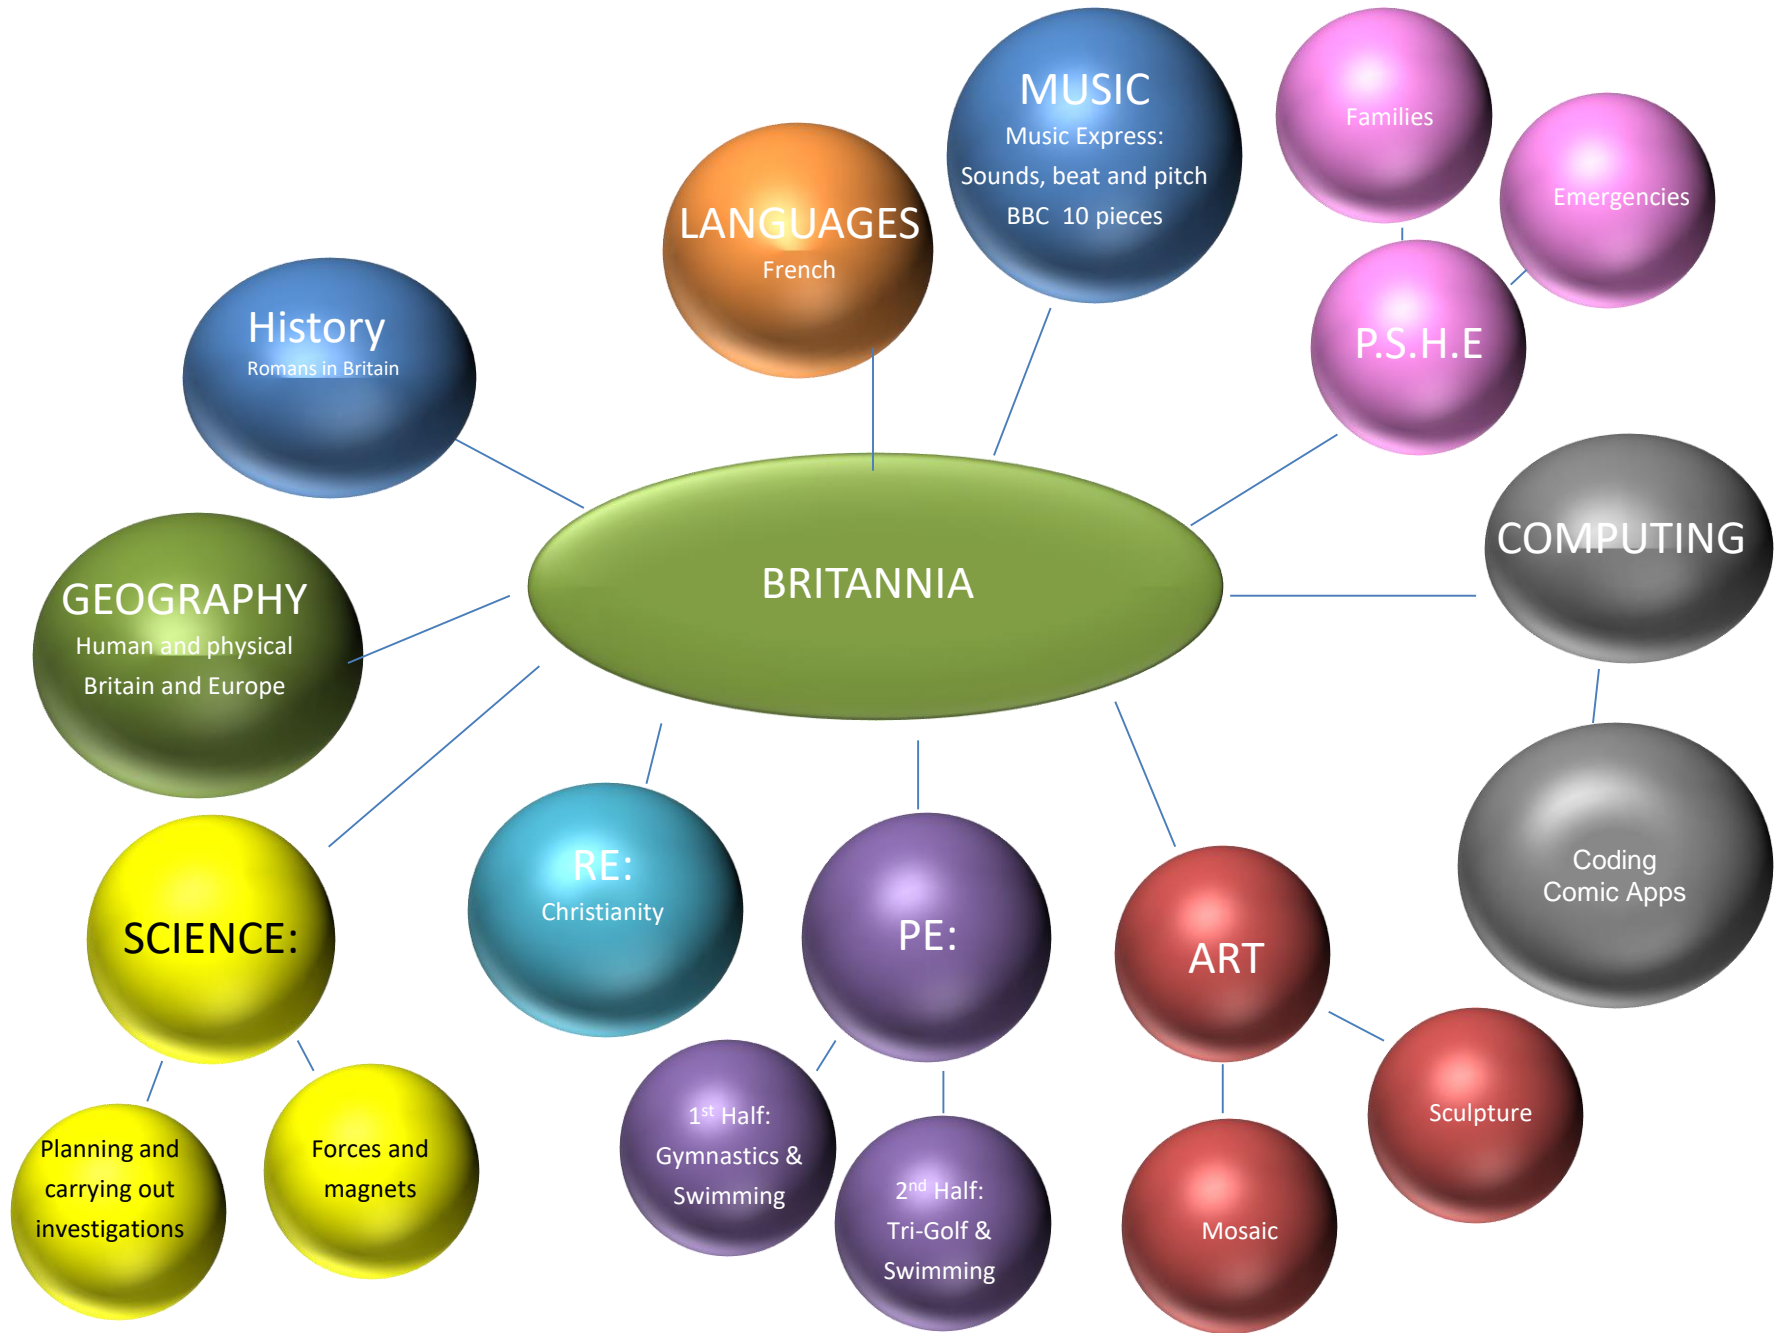 MUSIC
Music Express:
Sounds, beat and pitch
BBC 10 pieces
Families
Emergencies
LANGUAGES
French
P.S.H.E
History
Romans in Britain
COMPUTING
BRITANNIA
GEOGRAPHY
Human and physical
Britain and Europe
Coding
Comic Apps
RE:
Christianity
SCIENCE:
PE:
ART
Planning and
carrying out
investigations
Forces and
magnets
1st Half:
Gymnastics &
Swimming
2nd Half:
Tri-Golf &
Swimming
Mosaic
Sculpture